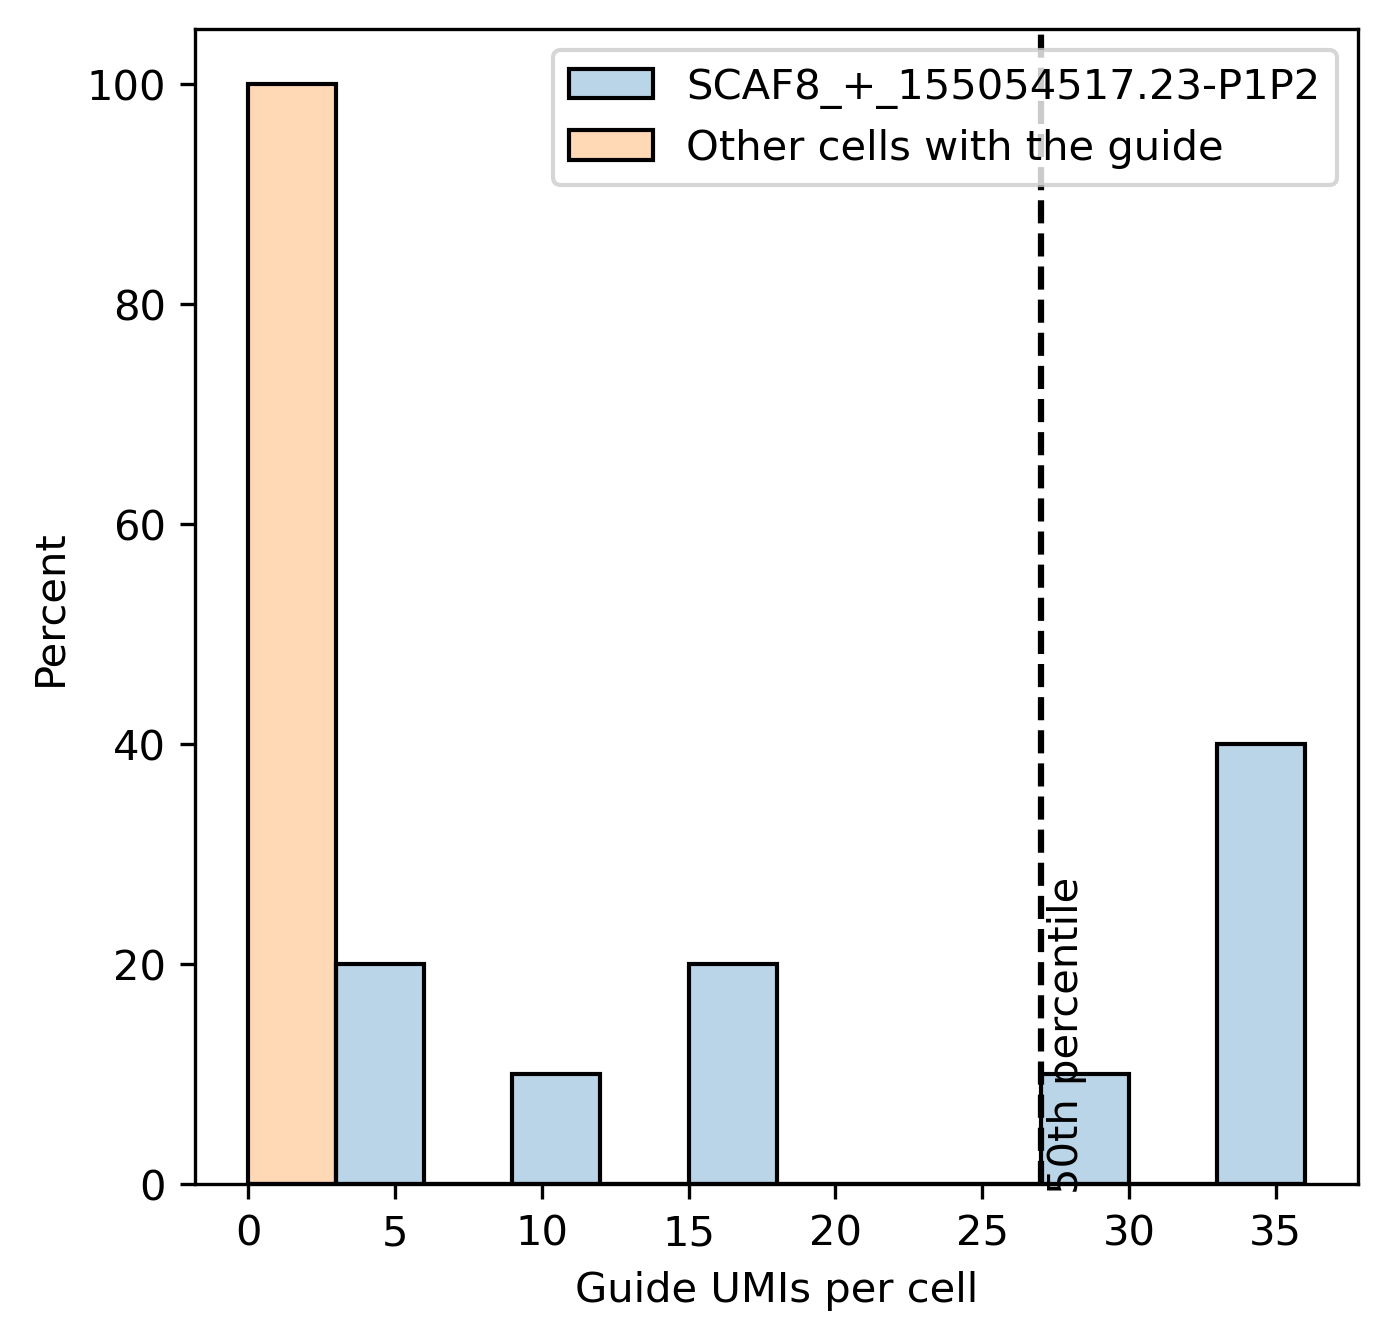 SCAF8_+_155054517.23-P1P2
Other cells with the guide
100
80
60
40
20
0
Percent
50th percentile
0 5 10 15 20 25 30 35
Guide UMIs per cell